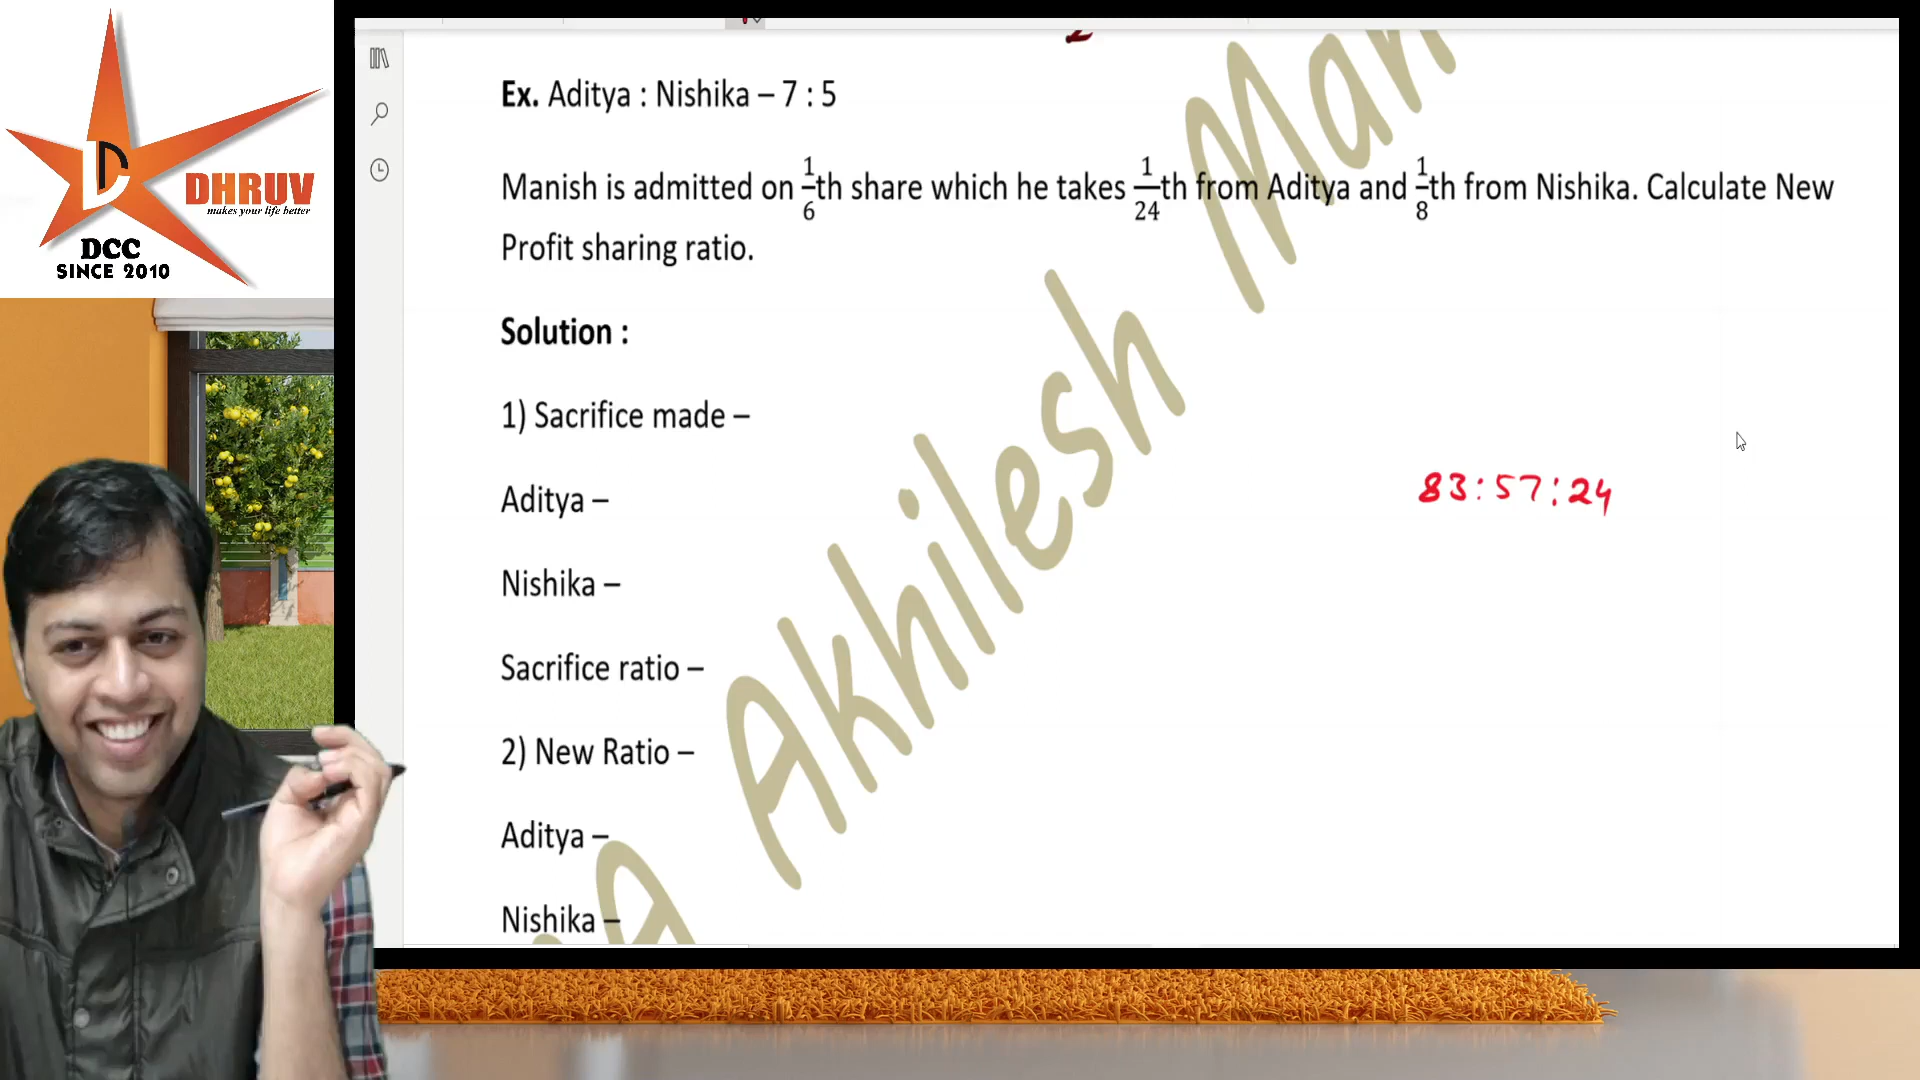 DHRUV
makes your life better
DCC
SINCE 2010
Ex. Aditya : Nishika – 7 : 5
Manish is admitted on 1/6th share which he takes 1/24th from Aditya and 1/8th from Nishika. Calculate New
Profit sharing ratio.
Solution :
1) Sacrifice made –
Aditya –
83:57:24
Nishika –
Sacrifice ratio –
2) New Ratio –
Aditya –
Nishika –
Akhilesh